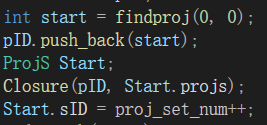 int start = findproj(0, 0);
pID.push_back(start);
ProjS Start;
Closure(pID, Start.projs);
Start.sID = proj_set_num++;